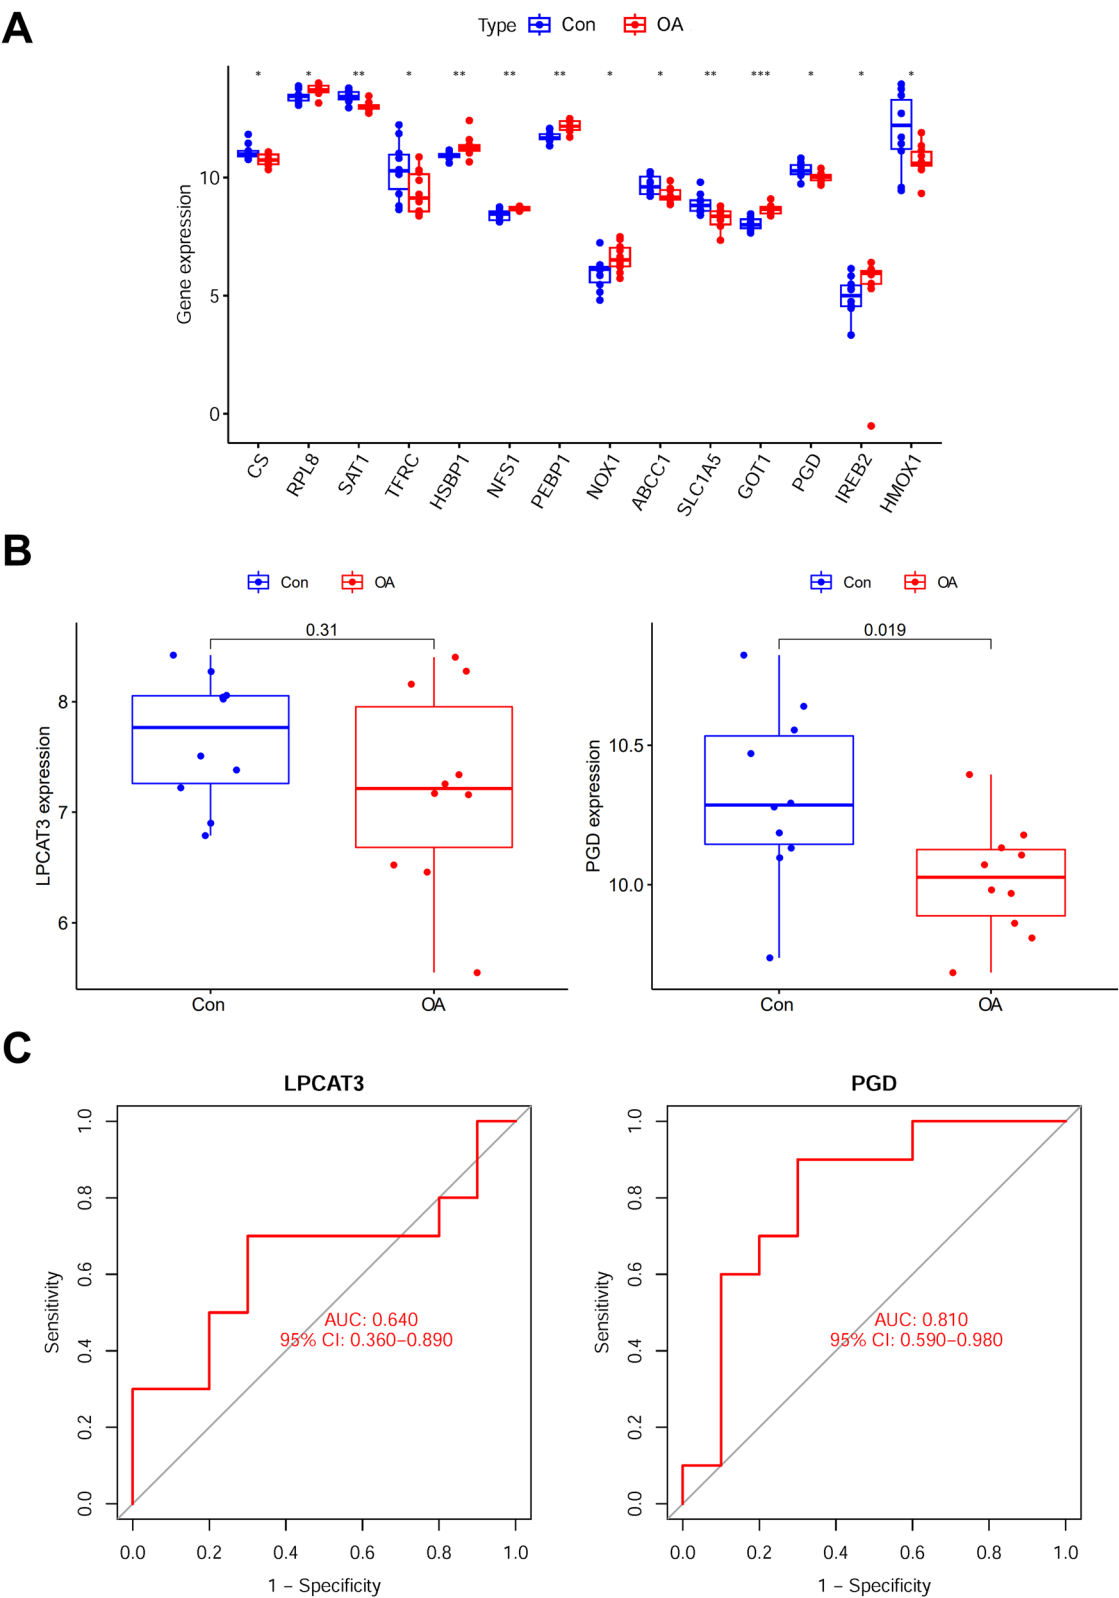 A
Type Con OA
* * ** * ** ** ** * * ** *** * * *
Gene expression
10
5
0
CS RPL8 SAT1 TFRC HSBP1 NFS1 PEBP1 NOX1 ABCC1 SLC1A5 GOT1 PGD IREB2 HMOX1
B
Con OA
0.31
LPCAT3 expression
8
7
6
Con OA
Con OA
0.019
PGD expression
10.5
10.0
Con OA
C
LPCAT3
Sensitivity
1.0
0.8
0.6
0.4
0.2
0.0
AUC: 0.640
95% CI: 0.360–0.890
0.0 0.2 0.4 0.6 0.8 1.0
1 – Specificity
PGD
Sensitivity
1.0
0.8
0.6
0.4
0.2
0.0
AUC: 0.810
95% CI: 0.590–0.980
0.0 0.2 0.4 0.6 0.8 1.0
1 – Specificity